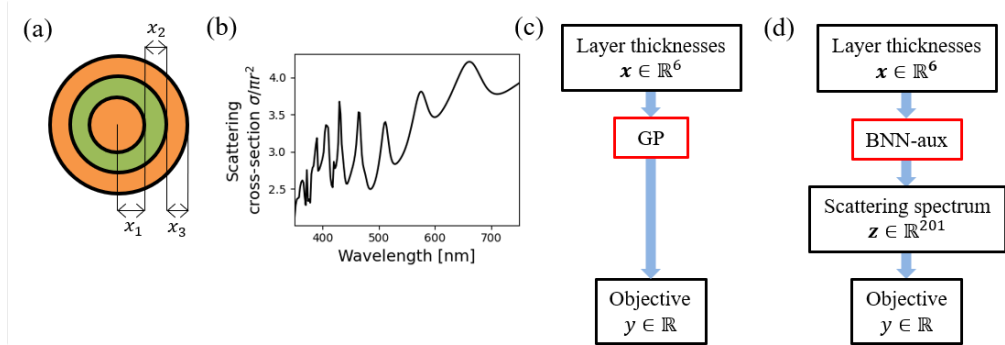 (a)
x₂
x₁
x₃
(b)
Scattering
cross-section σ/πr²
4.0
3.5
3.0
2.5
400
500
600
700
Wavelength [nm]
(c)
Layer thicknesses
x ∈ ℝ⁶
GP
Objective
y ∈ ℝ
(d)
Layer thicknesses
x ∈ ℝ⁶
BNN-aux
Scattering spectrum
z ∈ ℝ²⁰¹
Objective
y ∈ ℝ